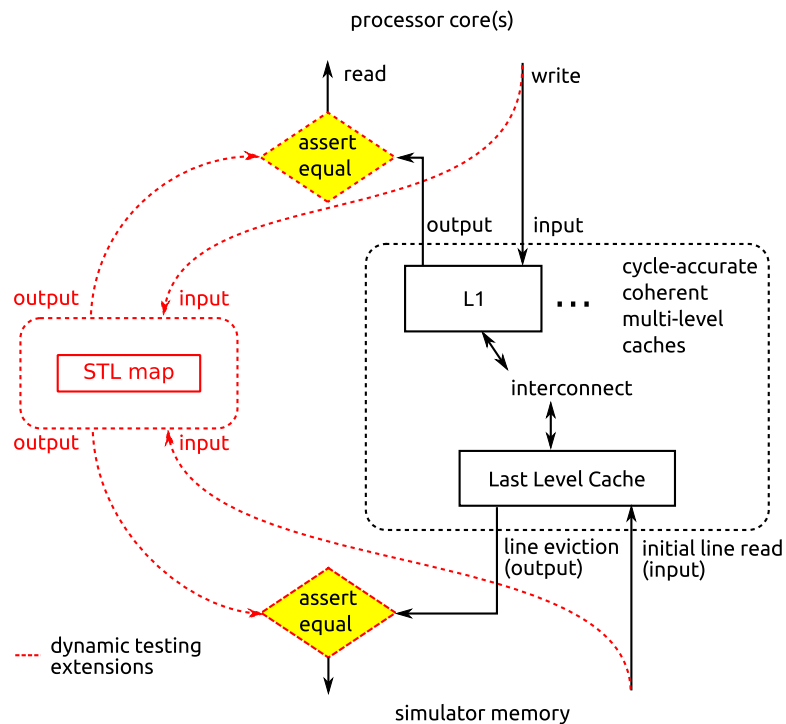 processor core(s)
read
write
assert
equal
output
input
cycle-accurate
coherent
multi-level
caches
L1
...
output
input
STL map
interconnect
output
input
Last Level Cache
line eviction
(output)
initial line read
(input)
assert
equal
dynamic testing
extensions
simulator memory